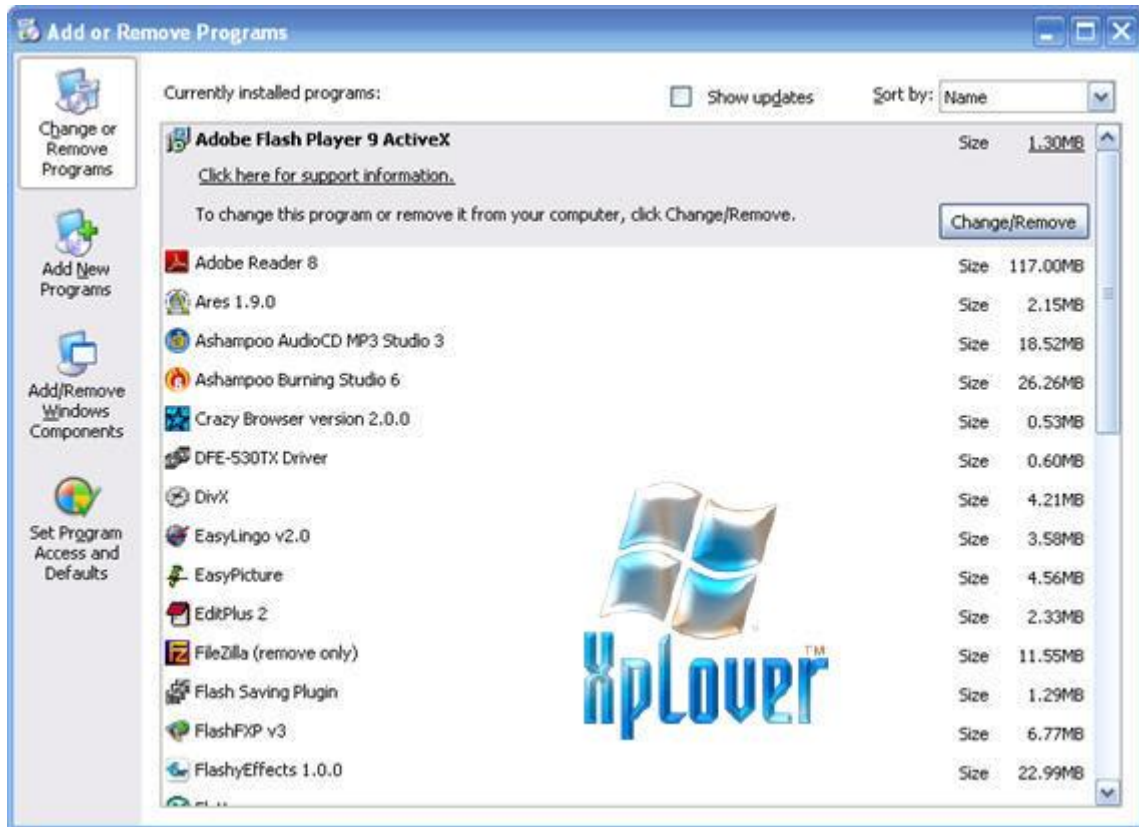 Add or Remove Programs
Change or
Remove
Programs
Add New
Programs
Add/Remove
Windows
Components
Set Program
Access and
Defaults
Currently installed programs:
Show updates
Sort by: Name
Adobe Flash Player 9 ActiveX Size 1.30MB
Click here for support information.
To change this program or remove it from your computer, click Change/Remove. Change/Remove
Adobe Reader 8 Size 117.00MB
Ares 1.9.0 Size 2.15MB
Ashampoo AudioCD MP3 Studio 3 Size 18.52MB
Ashampoo Burning Studio 6 Size 26.26MB
Crazy Browser version 2.0.0 Size 0.53MB
DFE-530TX Driver Size 0.60MB
DivX Size 4.21MB
EasyLingo v2.0 Size 3.58MB
EasyPicture Size 4.56MB
EditPlus 2 Size 2.33MB
FileZilla (remove only) Size 11.55MB
Flash Saving Plugin Size 1.29MB
FlashFXP v3 Size 6.77MB
FlashyEffects 1.0.0 Size 22.99MB
XpLover TM